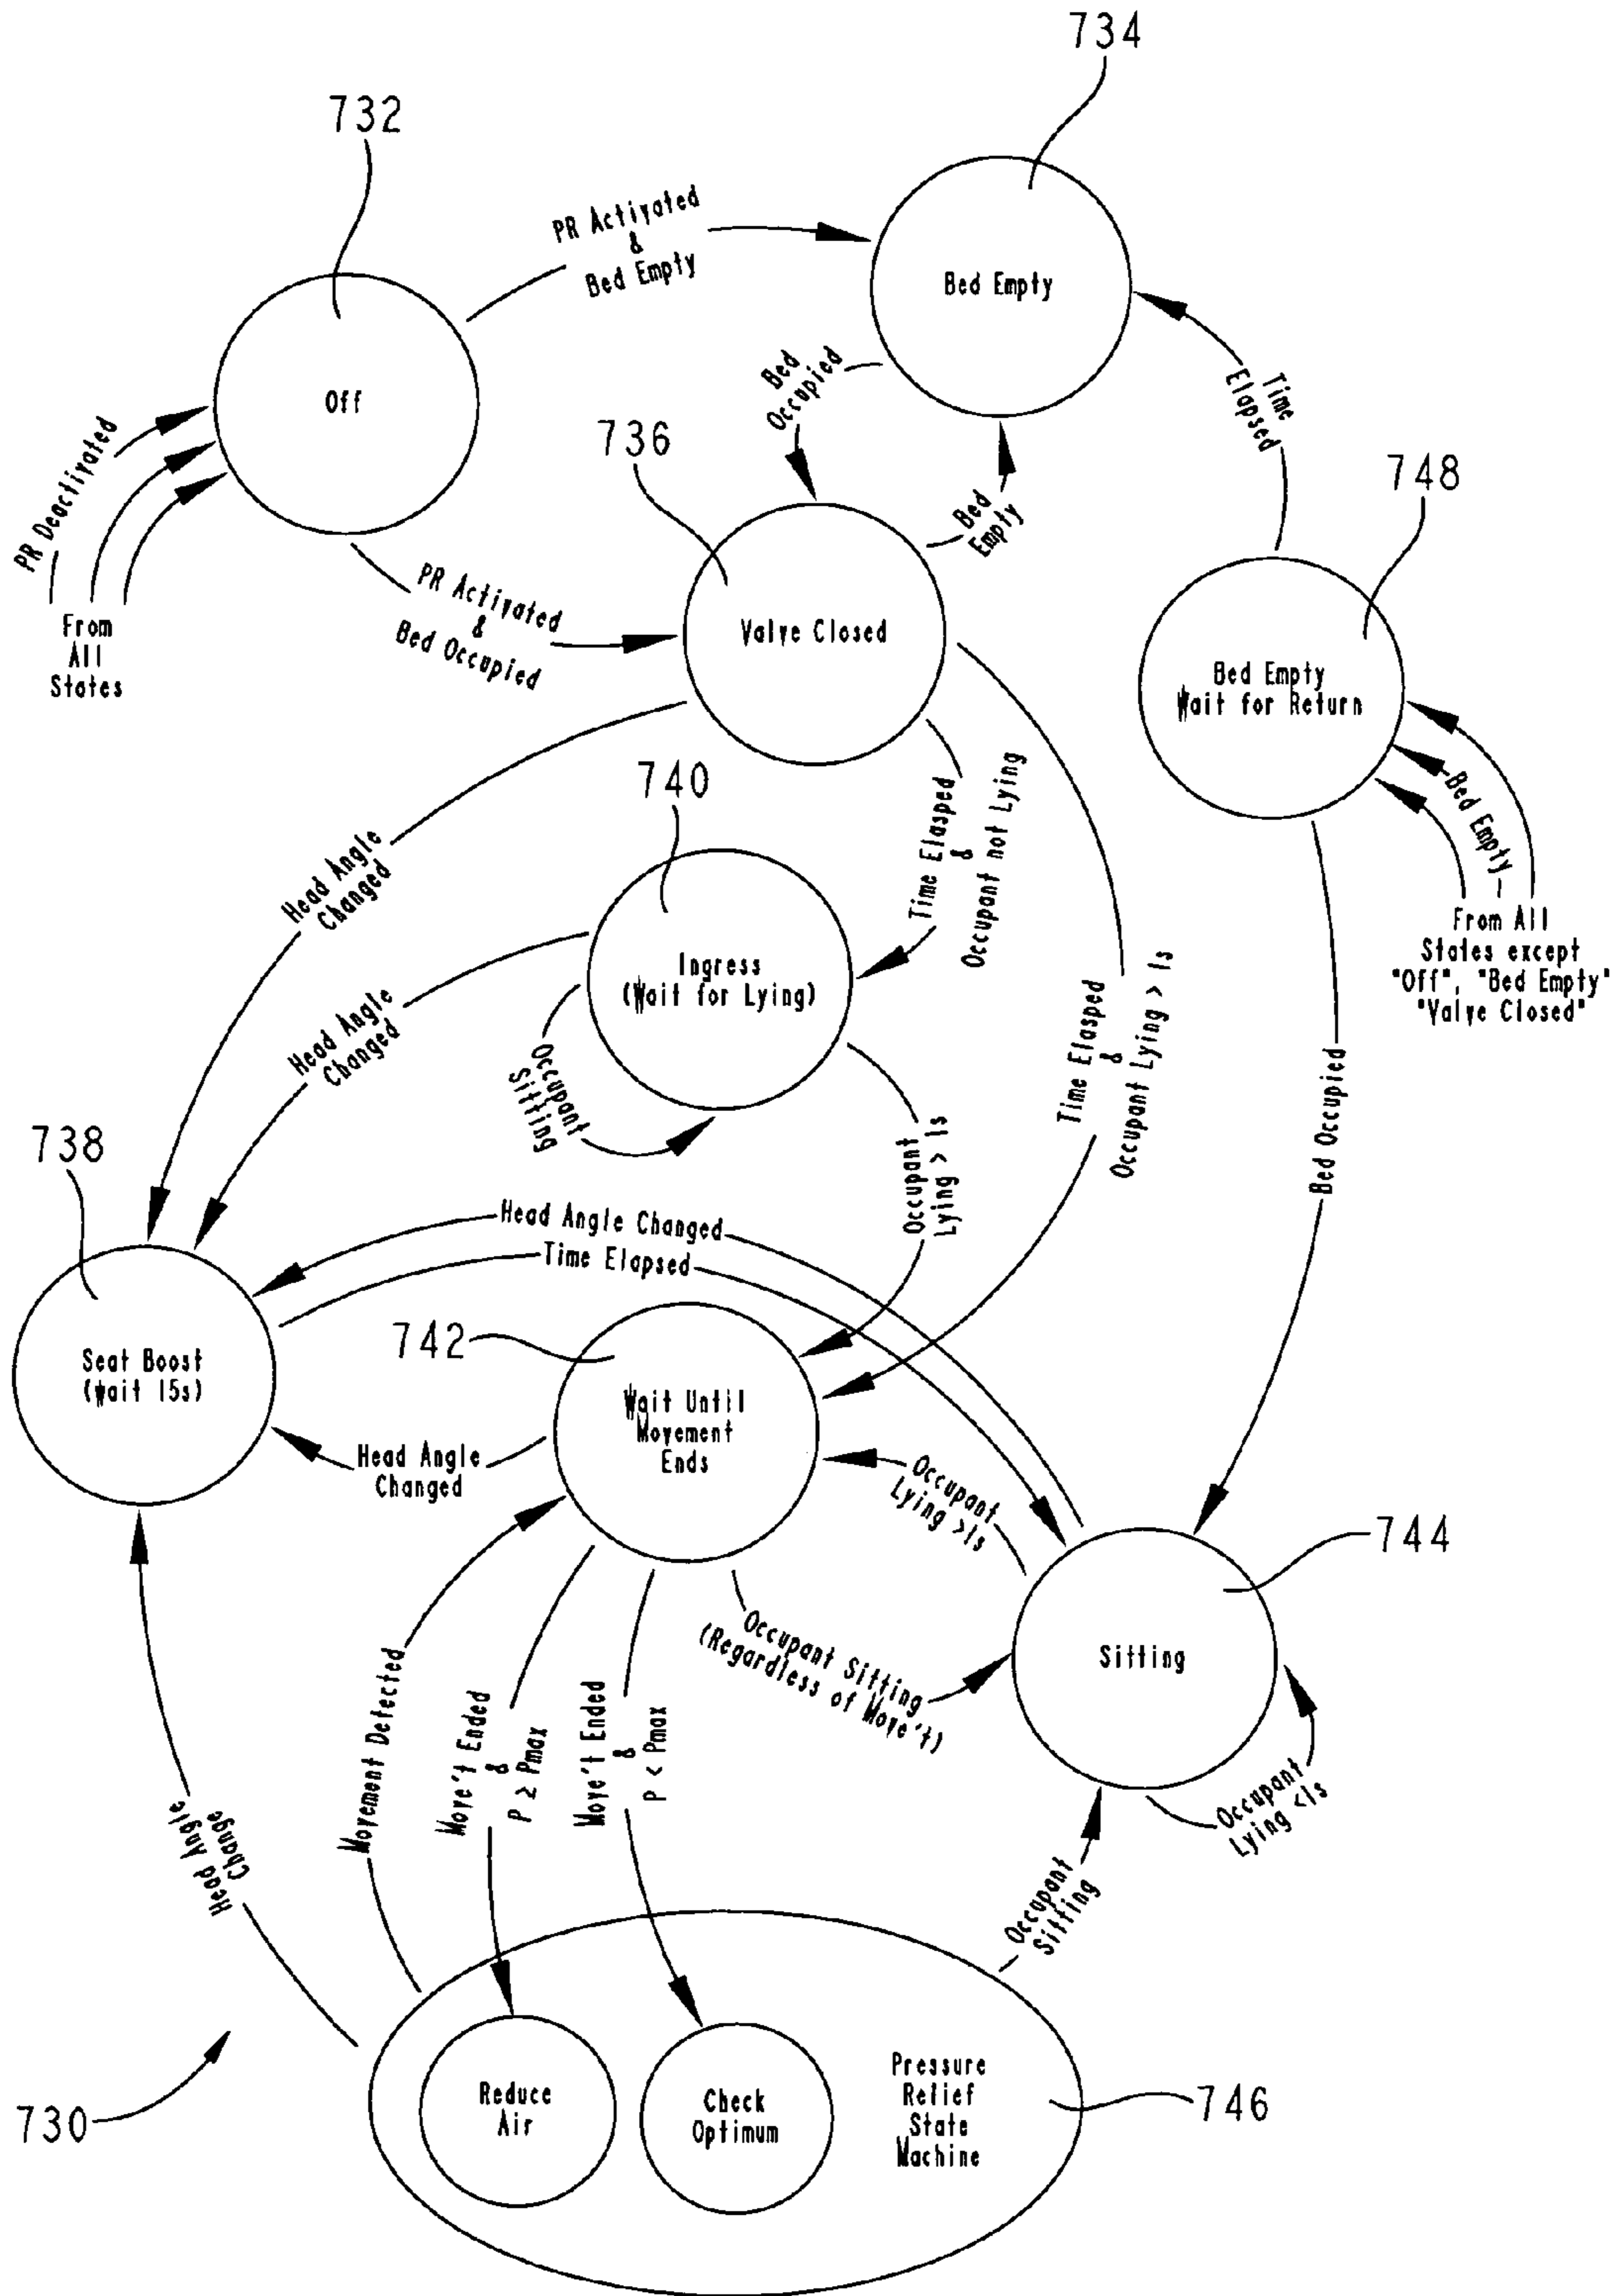 734
732
PR Activated
&
Bed Empty
Bed Empty
Off
Bed
Occupied
Time
Elapsed
736
748
PR Deactivated
Bed
Empty
PR Activated
&
Bed Occupied
From
All
States
Valve Closed
Bed Empty
Wait for Return
740
Time Elasped
&
Occupant not Lying
Bed Empty
Head Angle
Changed
From All
States except
"Off", "Bed Empty"
"Valve Closed"
Ingress
(Wait for Lying)
Head Angle
Changed
Time Elasped
&
Occupant Lying > 1s
Occupant
Sitting
Bed Occupied
738
Occupant
Lying > 1s
Head Angle Changed
Time Elapsed
742
Seat Boost
(Wait 15s)
Wait Until
Movement
Ends
Head Angle
Changed
Occupant
Lying >1s
744
Occupant Sitting
(Regardless of Move't)
Sitting
Movement Detected
Move't Ended
&
P ≥ Pmax
Move't Ended
&
P < Pmax
Head Angle
Change
Occupant
Lying <1s
Occupant
Sitting
730
Reduce
Air
Check
Optimum
Pressure
Relief
State
Machine
746